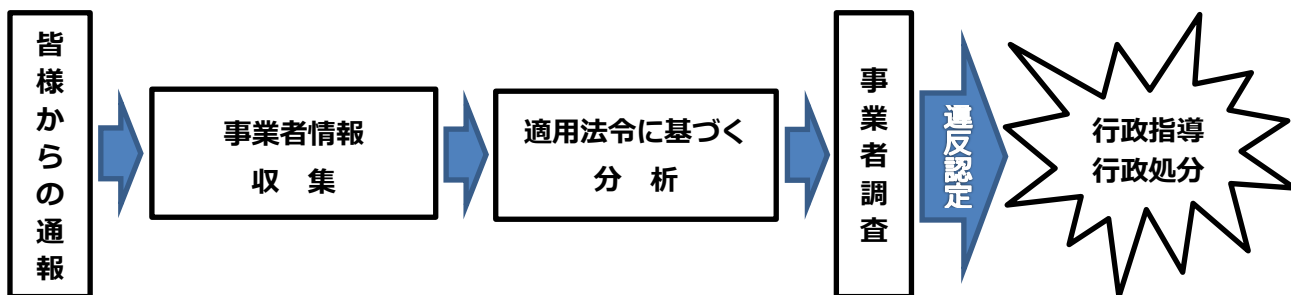 皆様からの通報
事業者情報
収　集
適用法令に基づく
分　析
事業者調査
違反認定
行政指導
行政処分